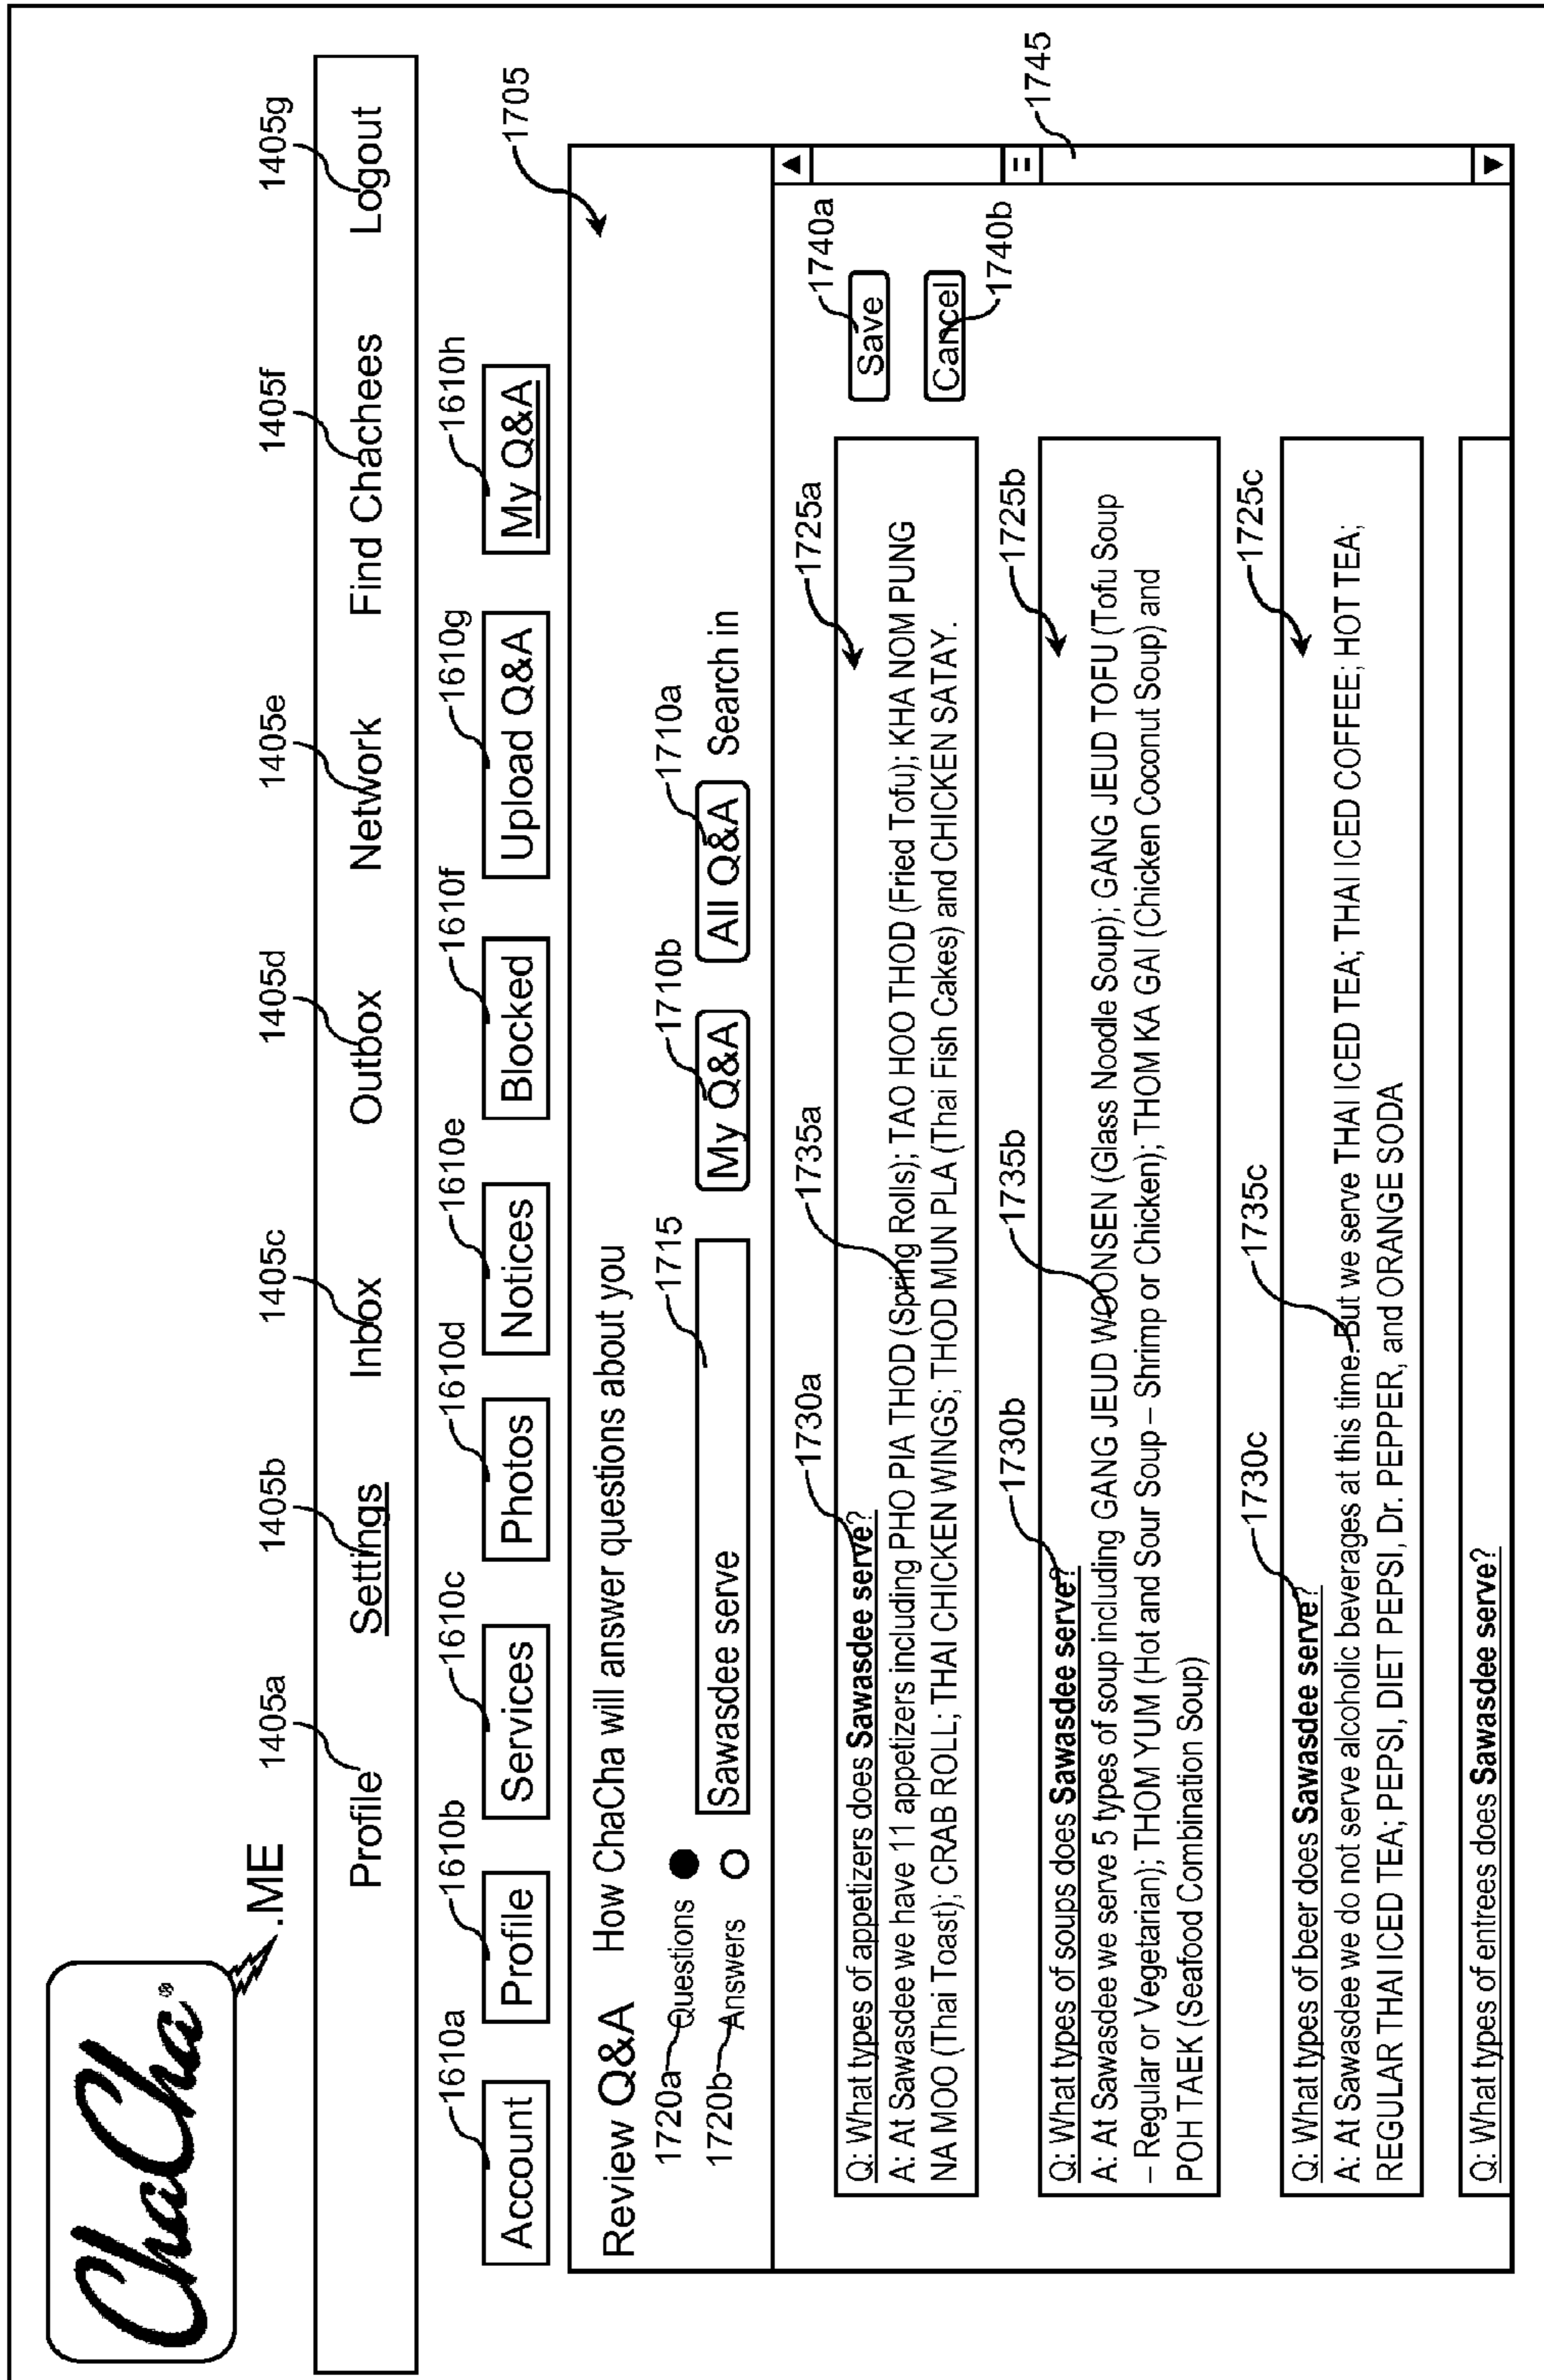 ChaCha®
.ME
1405a 1405b 1405c 1405d 1405e 1405f 1405g
Profile Settings Inbox Outbox Network Find Chachees Logout
1610a 1610b 1610c 1610d 1610e 1610f 1610g 1610h
Account Profile Services Photos Notices Blocked Upload Q&A My Q&A
1705
Review Q&A How ChaCha will answer questions about you
1720a Questions 1715 1710b 1710a
1720b Answers Sawasdee serve My Q&A All Q&A Search in
1730a 1735a 1725a 1740a
Q: What types of appetizers does Sawasdee serve?
A: At Sawasdee we have 11 appetizers including PHO PIA THOD (Spring Rolls); TAO HOO THOD (Fried Tofu); KHA NOM PUNG
NA MOO (Thai Toast); CRAB ROLL; THAI CHICKEN WINGS; THOD MUN PLA (Thai Fish Cakes) and CHICKEN SATAY.
Save
Cancel
1740b
1745
1730b 1735b 1725b
Q: What types of soups does Sawasdee serve?
A: At Sawasdee we serve 5 types of soup including GANG JEUD WOONSEN (Glass Noodle Soup); GANG JEUD TOFU (Tofu Soup
– Regular or Vegetarian); THOM YUM (Hot and Sour Soup – Shrimp or Chicken); THOM KA GAI (Chicken Coconut Soup) and
POH TAEK (Seafood Combination Soup)
1730c 1735c 1725c
Q: What types of beer does Sawasdee serve?
A: At Sawasdee we do not serve alcoholic beverages at this time. But we serve THAI ICED TEA; THAI ICED COFFEE; HOT TEA;
REGULAR THAI ICED TEA; PEPSI, DIET PEPSI, Dr. PEPPER, and ORANGE SODA
Q: What types of entrees does Sawasdee serve?